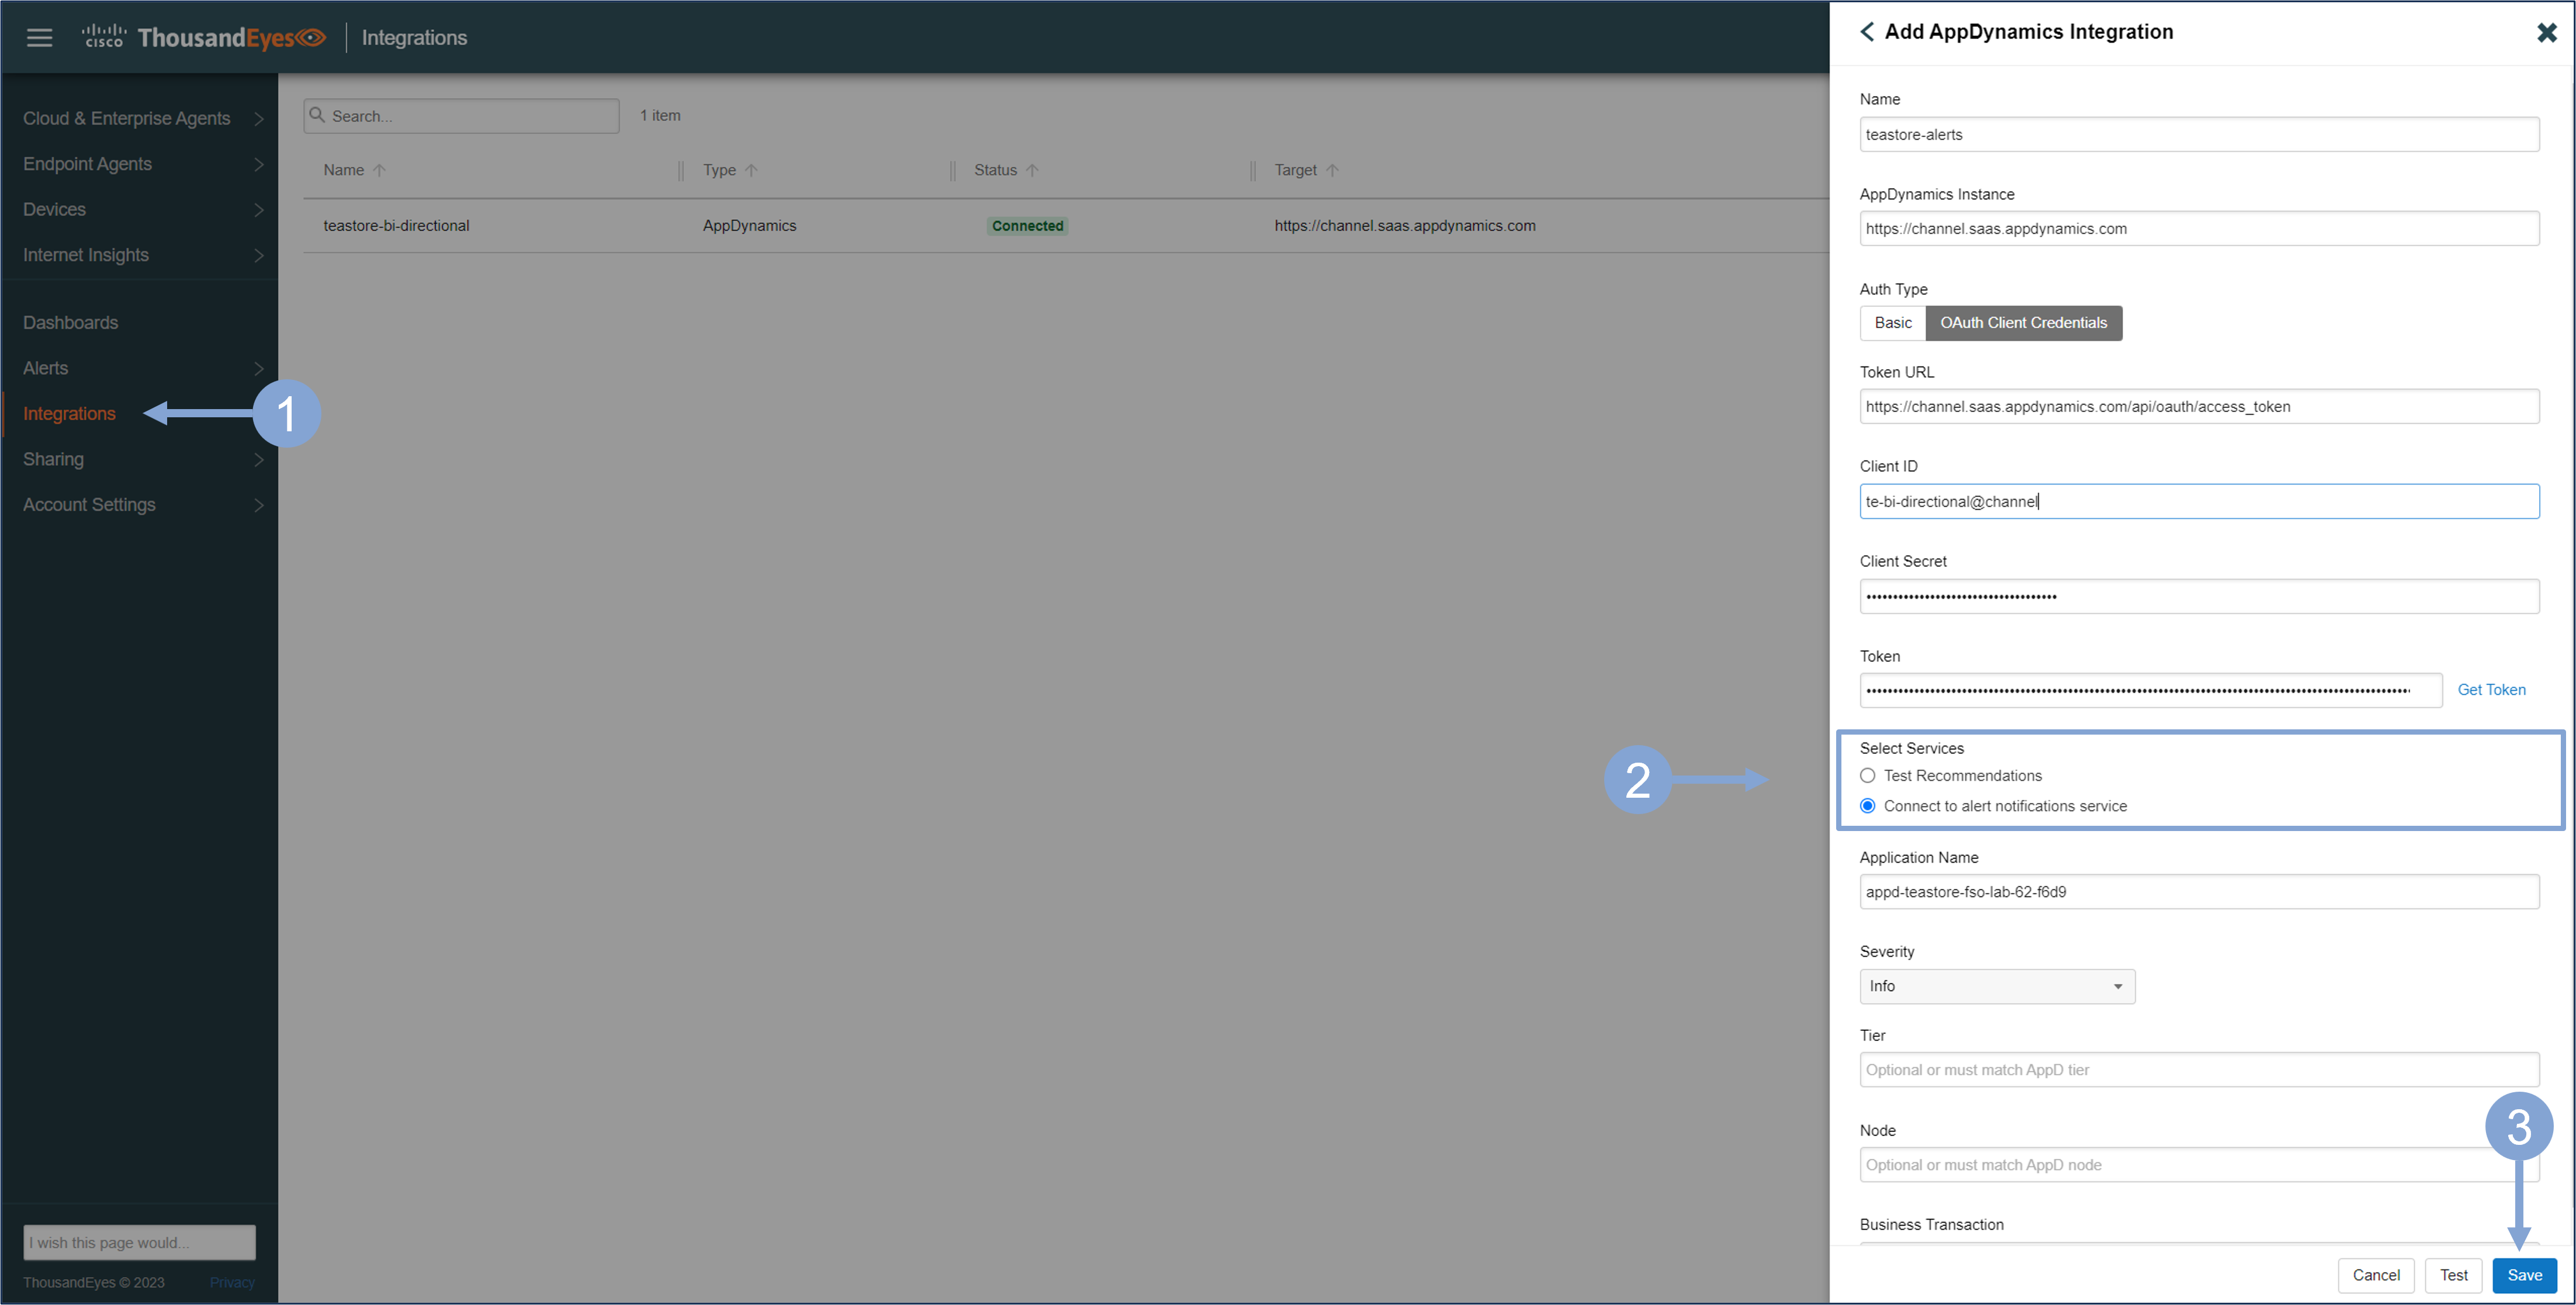 CISCO ThousandEyes Integrations
Cloud & Enterprise Agents
Endpoint Agents
Devices
Internet Insights
Dashboards
Alerts
Integrations
Sharing
Account Settings
I wish this page would...
ThousandEyes © 2023 Privacy
1
Search... 1 item
Name Type Status Target
teastore-bi-directional AppDynamics Connected https://channel.saas.appdynamics.com
2
Add AppDynamics Integration
Name
teastore-alerts
AppDynamics Instance
https://channel.saas.appdynamics.com
Auth Type
Basic OAuth Client Credentials
Token URL
https://channel.saas.appdynamics.com/api/oauth/access_token
Client ID
te-bi-directional@channel
Client Secret
Token
Get Token
Select Services
Test Recommendations
Connect to alert notifications service
Application Name
appd-teastore-fso-lab-62-f6d9
Severity
Info
Tier
Optional or must match AppD tier
Node
Optional or must match AppD node
3
Business Transaction
Cancel Test Save